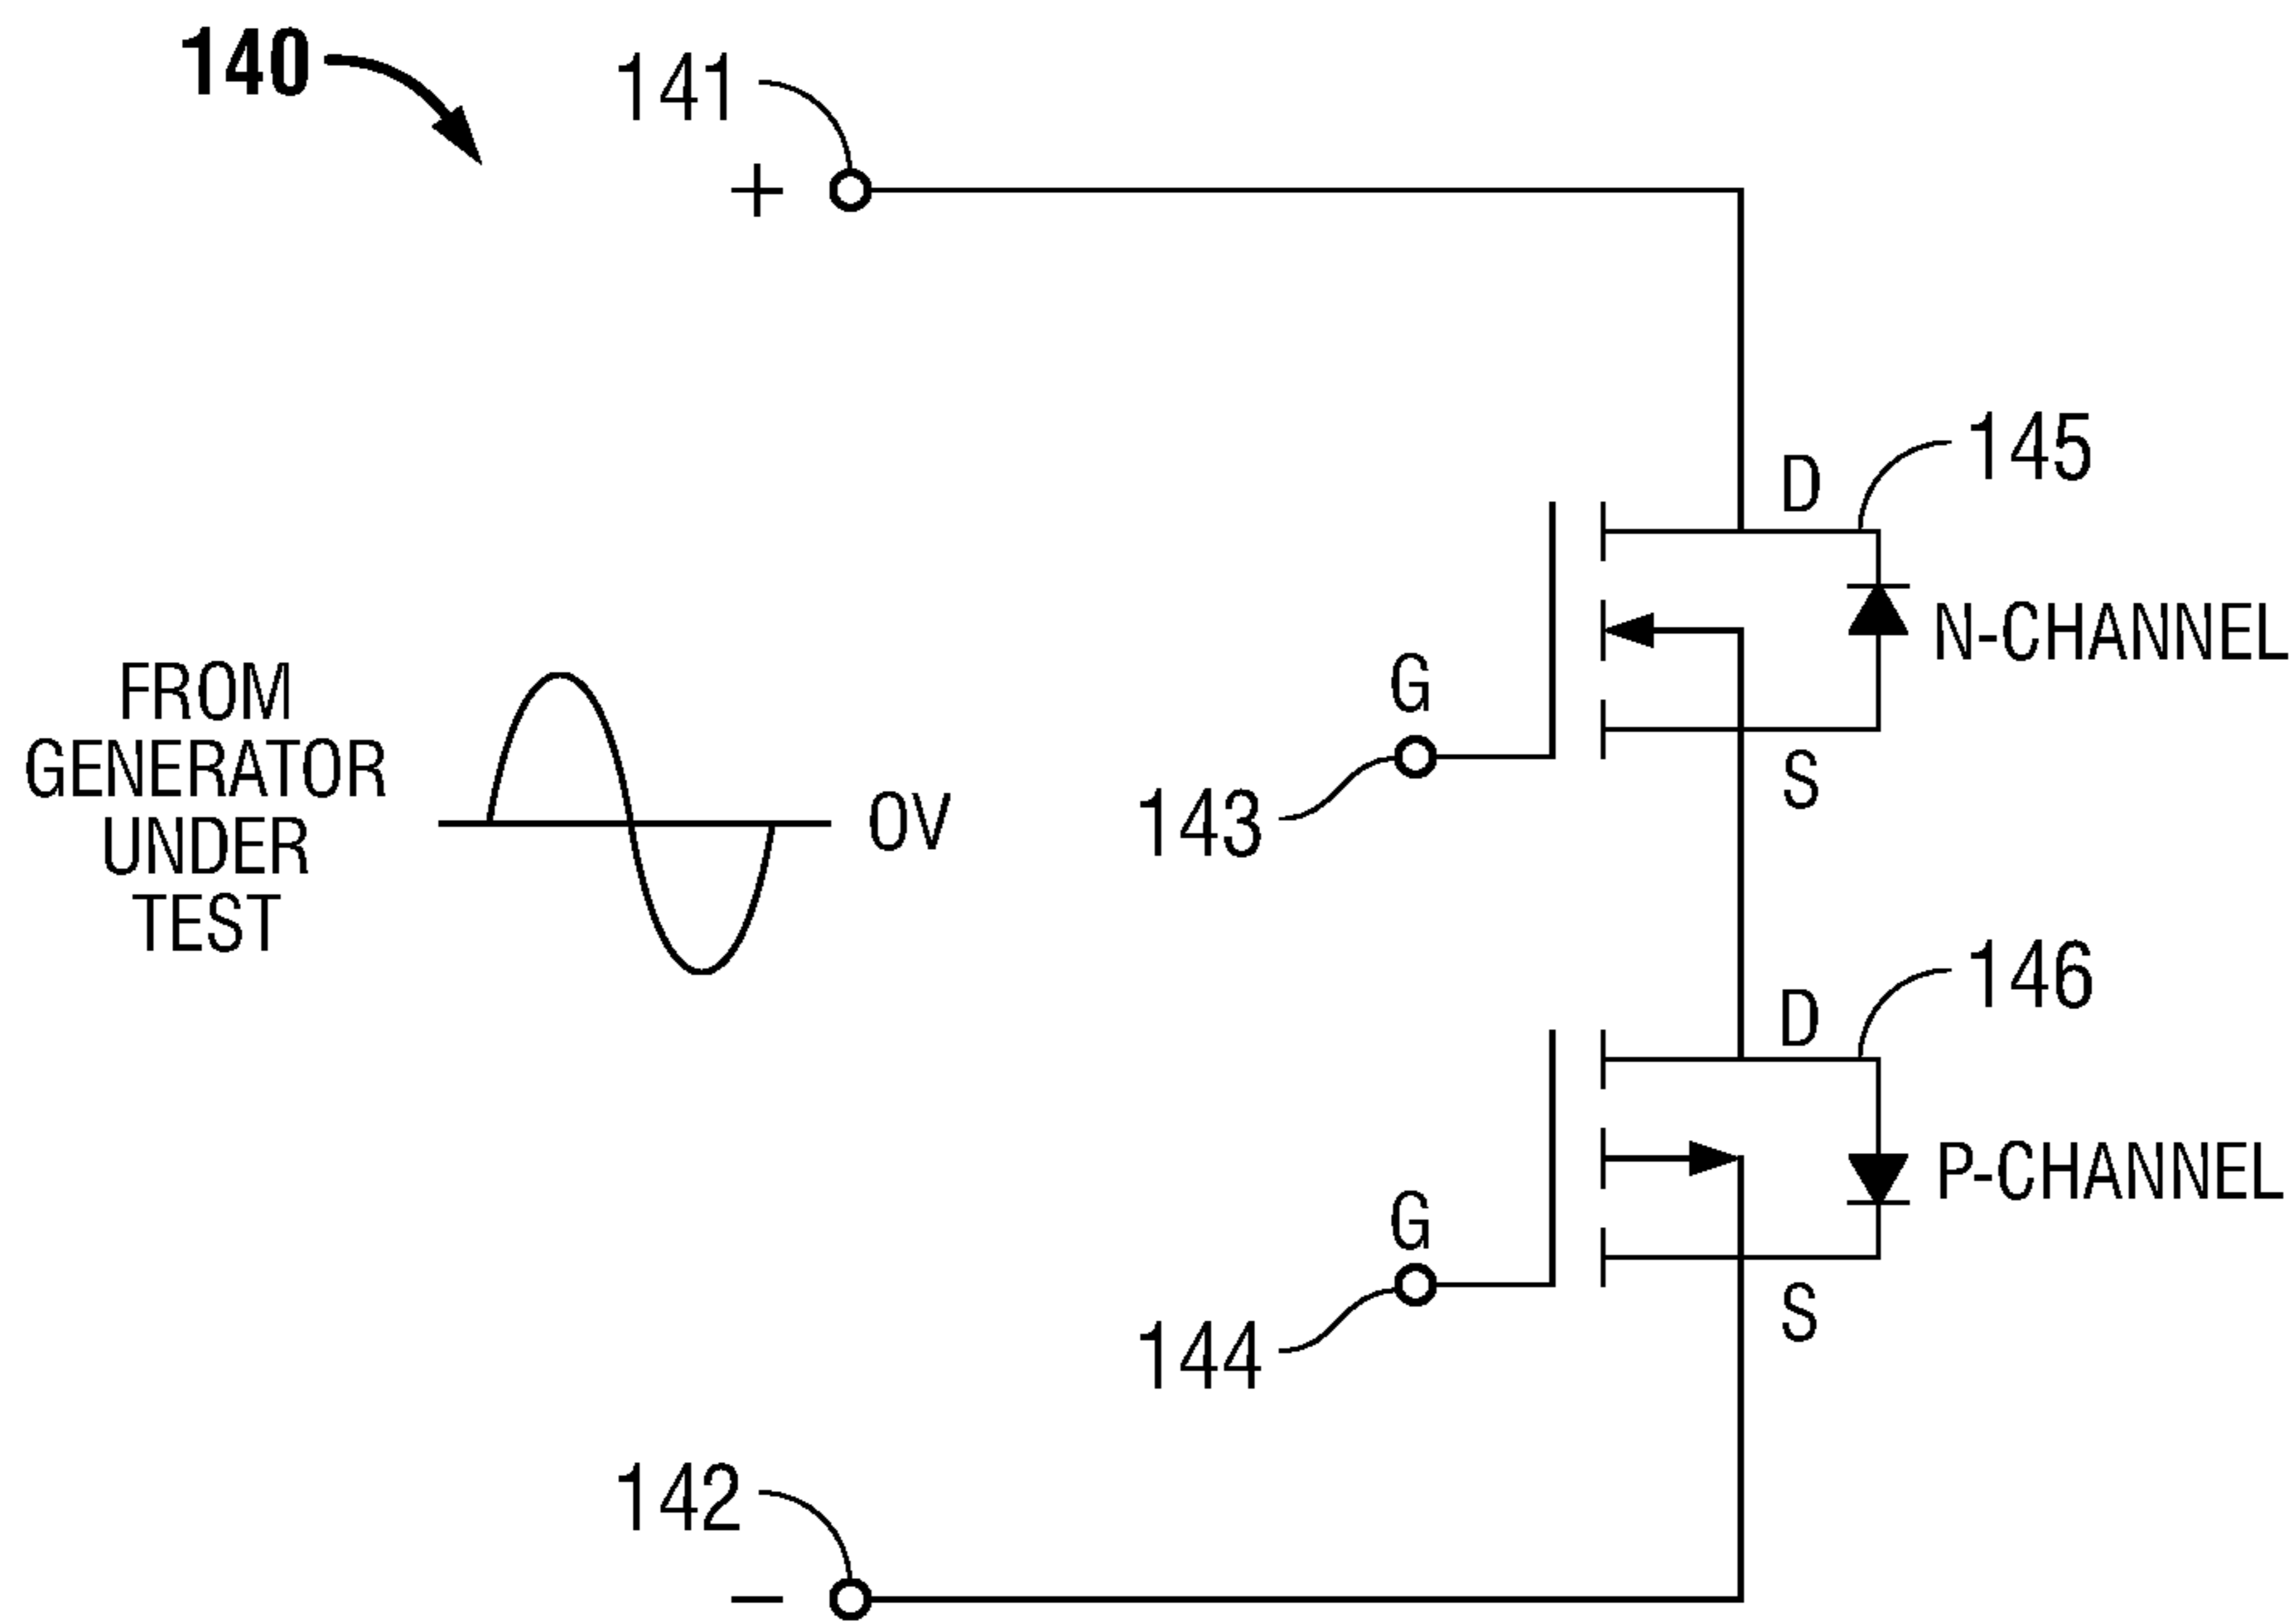 140
141
+
D
145
N-CHANNEL
G
FROM
GENERATOR
UNDER
TEST
0V
143
S
D
146
P-CHANNEL
G
144
S
142
−